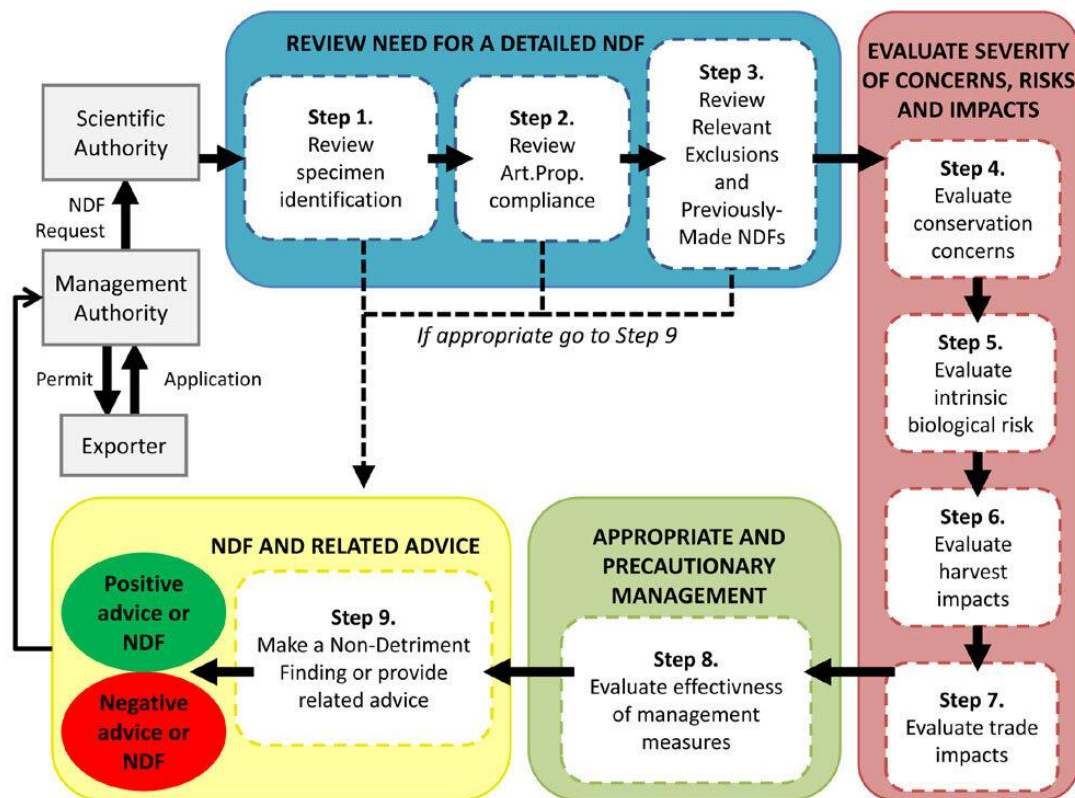 REVIEW NEED FOR A DETAILED NDF
Scientific
Authority
NDF
Request
Management
Authority
Permit
Application
Exporter
Step 1.
Review
specimen
identification
Step 2.
Review
Art.Prop.
compliance
Step 3.
Review
Relevant
Exclusions
and
Previously-
Made NDFs
If appropriate go to Step 9
EVALUATE SEVERITY
OF CONCERNS, RISKS
AND IMPACTS
Step 4.
Evaluate
conservation
concerns
Step 5.
Evaluate
intrinsic
biological risk
Step 6.
Evaluate
harvest
impacts
Step 7.
Evaluate trade
impacts
APPROPRIATE AND
PRECAUTIONARY
MANAGEMENT
Step 8.
Evaluate effectivness
of management
measures
NDF AND RELATED ADVICE
Step 9.
Make a Non-Detriment
Finding or provide
related advice
Positive
advice or
NDF
Negative
advice or
NDF